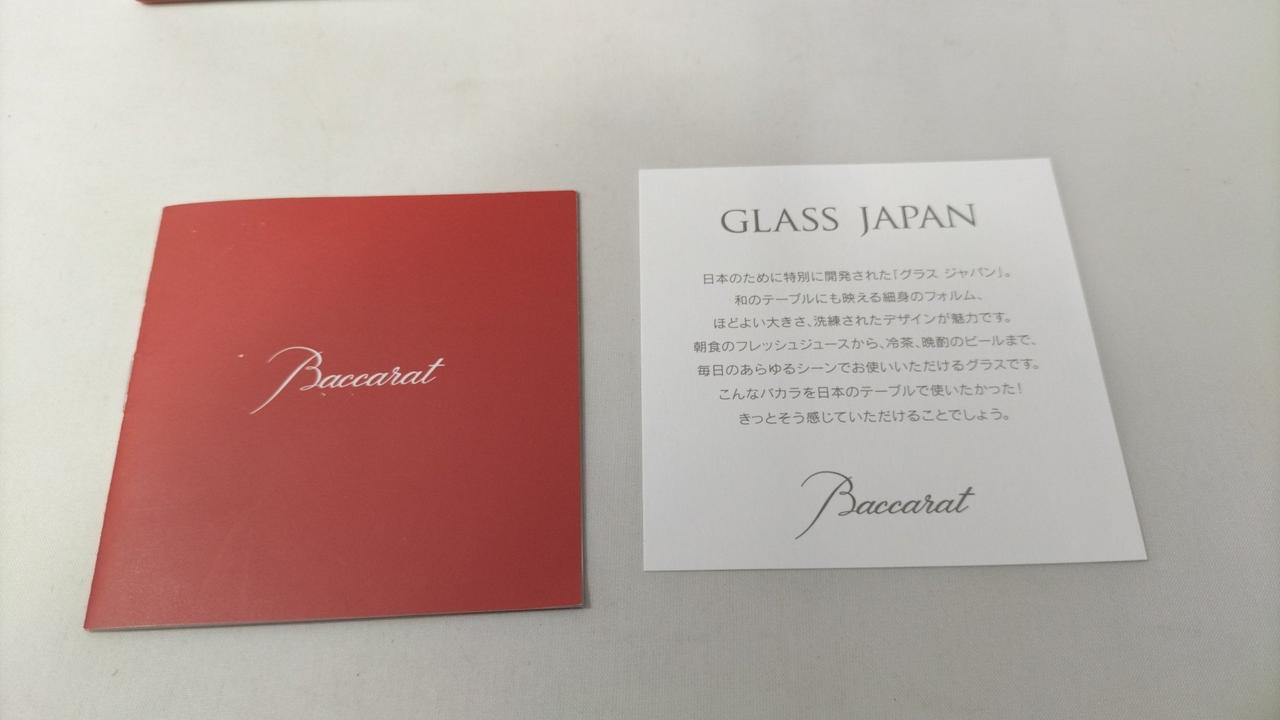 Baccarat
GLASS JAPAN
日本のために特別に開発された「グラス ジャパン」。
和のテーブルにも映える細身のフォルム、
ほどよい大きさ、洗練されたデザインが魅力です。
朝食のフレッシュジュースから、冷茶、晩酌のビールまで、
毎日のあらゆるシーンでお使いいただけるグラスです。
こんなバカラを日本のテーブルで使いたかった!
きっとそう感じていただけることでしょう。
Baccarat